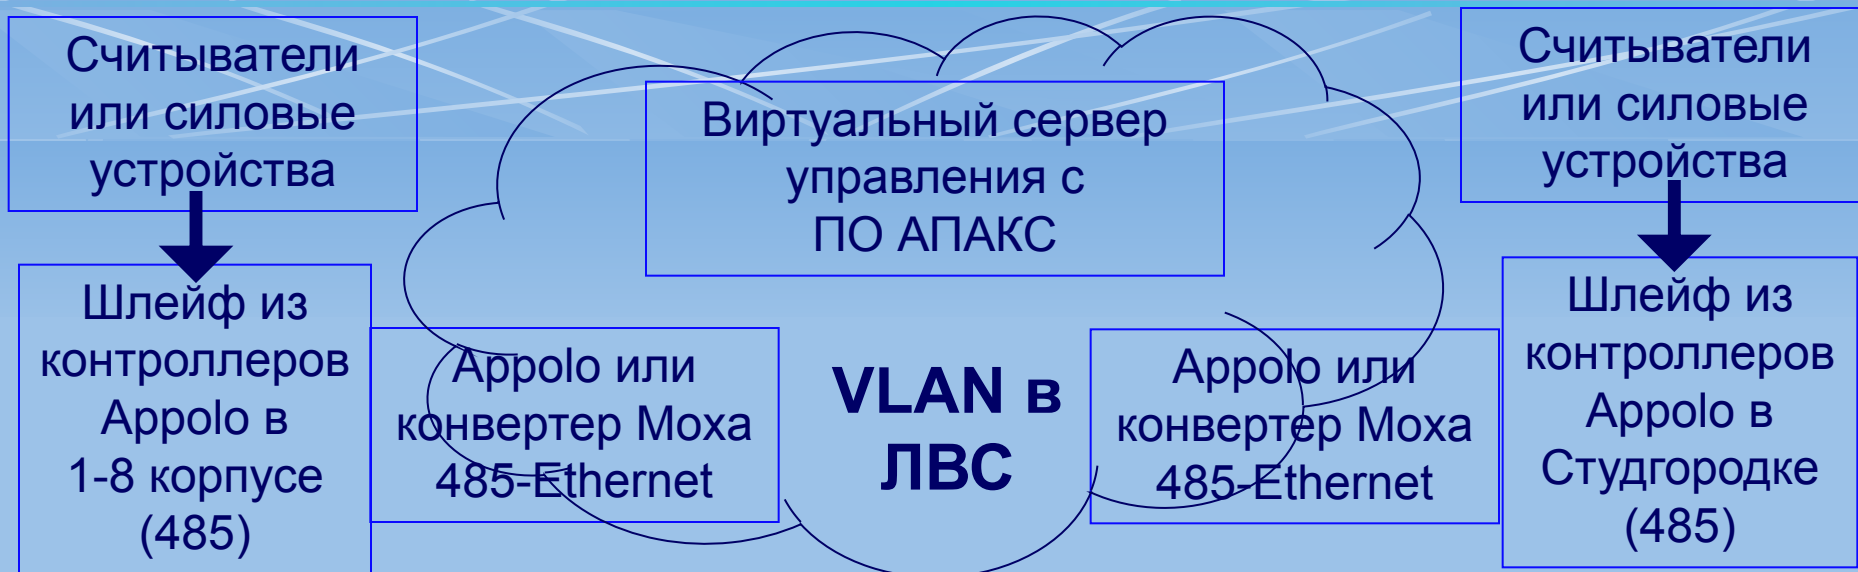 Считыватели
или силовые
устройства
Шлейф из
контроллеров
Appolo в
1-8 корпусе
(485)
Appolo или
конвертер Моха
485-Ethernet
Виртуальный сервер
управления с
ПО АПАКС
VLAN в
ЛВС
Appolo или
конвертер Моха
485-Ethernet
Считыватели
или силовые
устройства
Шлейф из
контроллеров
Appolo в
Студгородке
(485)